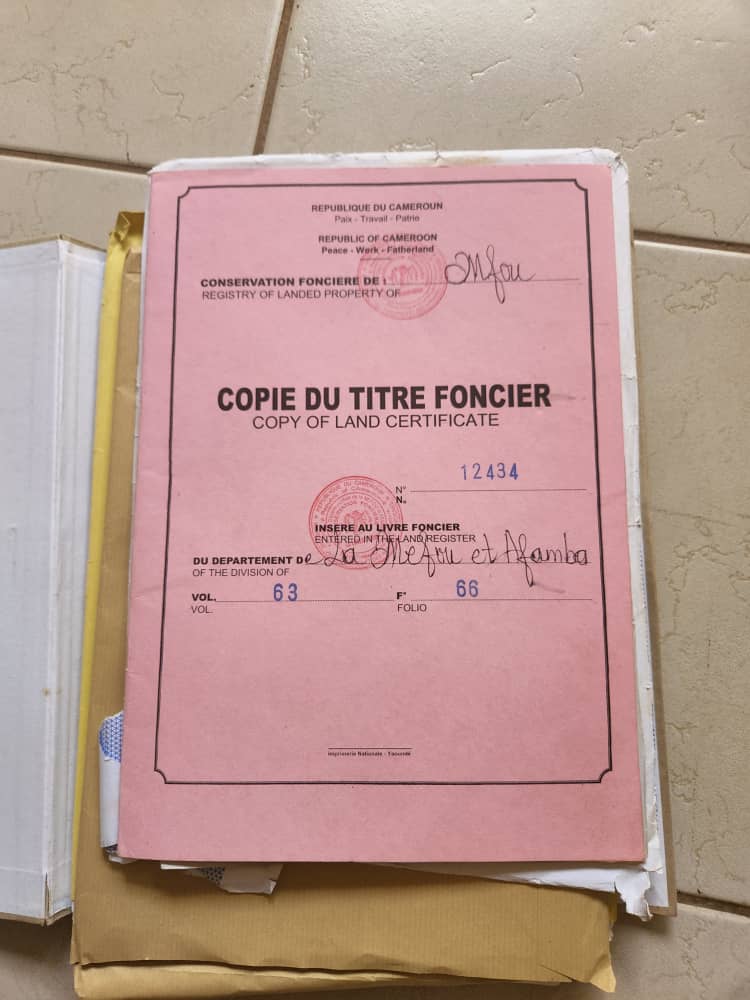 REPUBLIQUE DU CAMEROUN
Paix - Travail - Patrie
REPUBLIC OF CAMEROON
Peace - Work - Fatherland
CONSERVATION FONCIERE DE : Mfou
REGISTRY OF LANDED PROPERTY OF
COPIE DU TITRE FONCIER
COPY OF LAND CERTIFICATE
N° 12434
N°
INSERE AU LIVRE FONCIER
ENTERED IN THE LAND REGISTER
DU DEPARTEMENT De La Mefou et Afamba
OF THE DIVISION OF
VOL. 63 F° 66
VOL. FOLIO
Imprimerie Nationale - Yaoundé